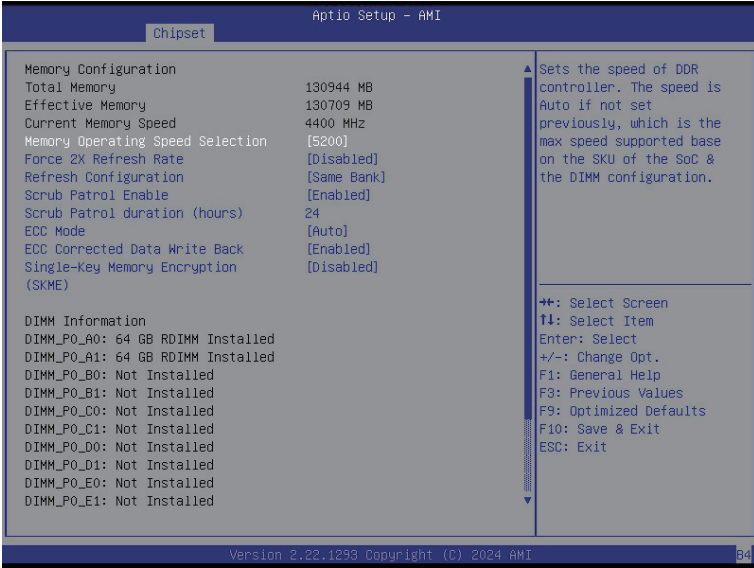 Aptio Setup – AMI
Chipset
Memory Configuration
Total Memory 130944 MB
Effective Memory 130709 MB
Current Memory Speed 4400 MHz
Memory Operating Speed Selection [5200]
Force 2X Refresh Rate [Disabled]
Refresh Configuration [Same Bank]
Scrub Patrol Enable [Enabled]
Scrub Patrol duration (hours) 24
ECC Mode [Auto]
ECC Corrected Data Write Back [Enabled]
Single-Key Memory Encryption [Disabled]
(SKME)
DIMM Information
DIMM_P0_A0: 64 GB RDIMM Installed
DIMM_P0_A1: 64 GB RDIMM Installed
DIMM_P0_B0: Not Installed
DIMM_P0_B1: Not Installed
DIMM_P0_C0: Not Installed
DIMM_P0_C1: Not Installed
DIMM_P0_D0: Not Installed
DIMM_P0_D1: Not Installed
DIMM_P0_E0: Not Installed
DIMM_P0_E1: Not Installed
Sets the speed of DDR
controller. The speed is
Auto if not set
previously, which is the
max speed supported base
on the SKU of the SoC &
the DIMM configuration.
→←: Select Screen
↑↓: Select Item
Enter: Select
+/-: Change Opt.
F1: General Help
F3: Previous Values
F9: Optimized Defaults
F10: Save & Exit
ESC: Exit
Version 2.22.1293 Copyright (C) 2024 AMI
B4